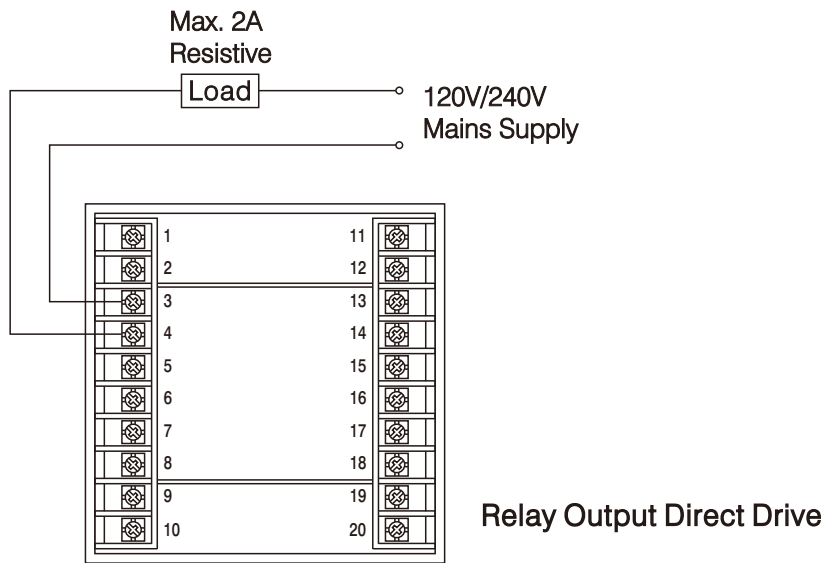 Max. 2A
Resistive
Load
120V/240V
Mains Supply
1 11
2 12
3 13
4 14
5 15
6 16
7 17
8 18
9 19
10 20
Relay Output Direct Drive